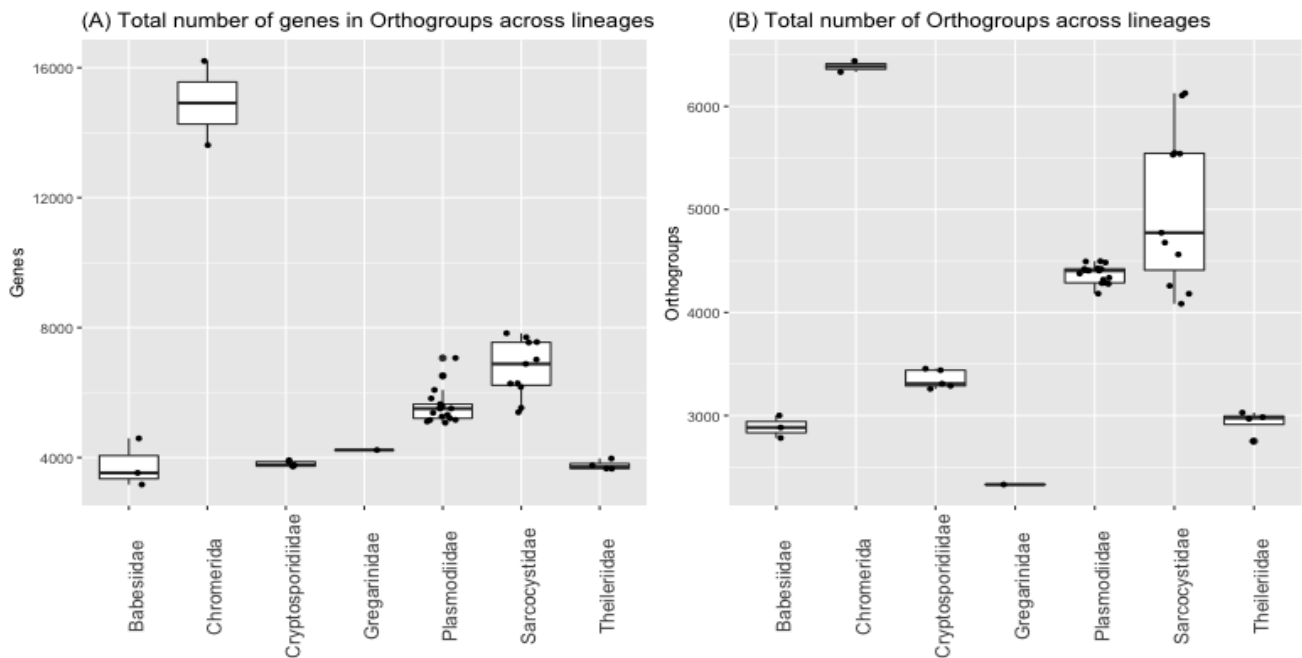 (A) Total number of genes in Orthogroups across lineages
16000
12000
8000
4000
Genes
Babesiidae
Chromerida
Cryptosporidiidae
Gregarinidae
Plasmodiidae
Sarcocystidae
Theileriidae
(B) Total number of Orthogroups across lineages
6000
5000
4000
3000
Orthogroups
Babesiidae
Chromerida
Cryptosporidiidae
Gregarinidae
Plasmodiidae
Sarcocystidae
Theileriidae